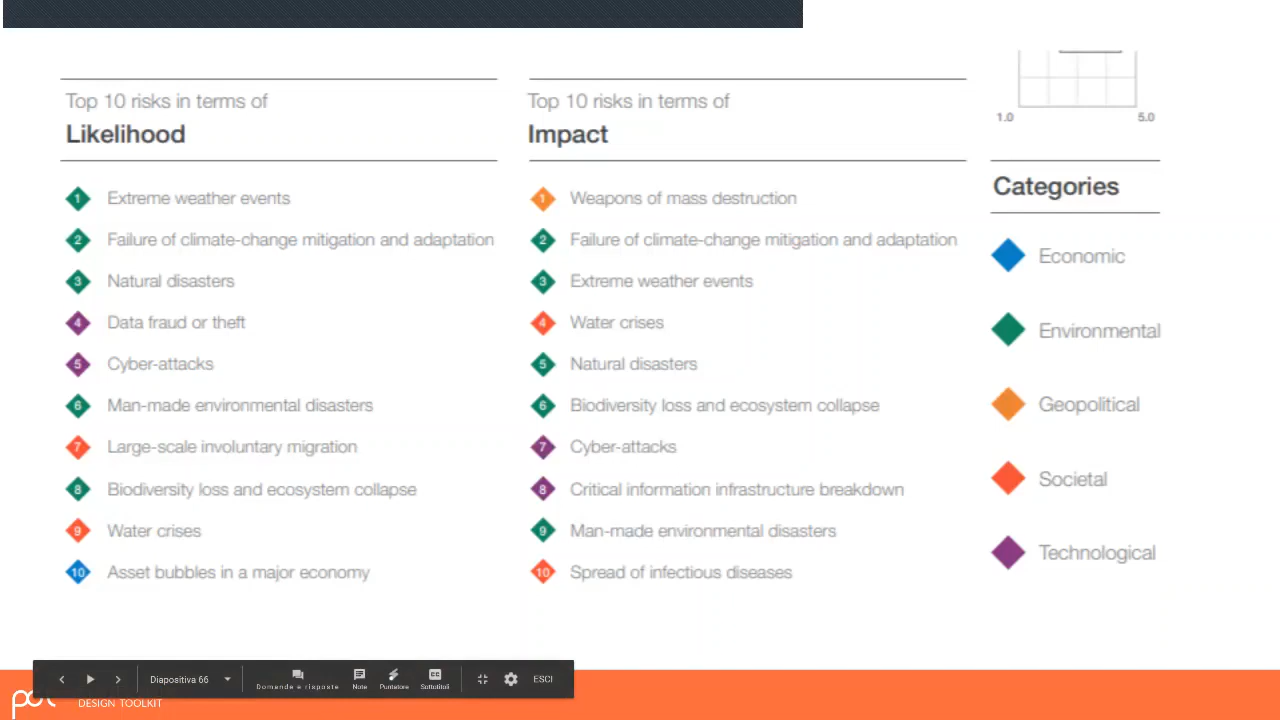 Top 10 risks in terms of
Likelihood
1 Extreme weather events
2 Failure of climate-change mitigation and adaptation
3 Natural disasters
4 Data fraud or theft
5 Cyber-attacks
6 Man-made environmental disasters
7 Large-scale involuntary migration
8 Biodiversity loss and ecosystem collapse
9 Water crises
10 Asset bubbles in a major economy
Top 10 risks in terms of
Impact
1 Weapons of mass destruction
2 Failure of climate-change mitigation and adaptation
3 Extreme weather events
4 Water crises
5 Natural disasters
6 Biodiversity loss and ecosystem collapse
7 Cyber-attacks
8 Critical information infrastructure breakdown
9 Man-made environmental disasters
10 Spread of infectious diseases
1.0 5.0
Categories
Economic
Environmental
Geopolitical
Societal
Technological
Diapositiva 66
Domande e risposte
Note
Puntatore
Sottotitoli
ESCI
DESIGN TOOLKIT